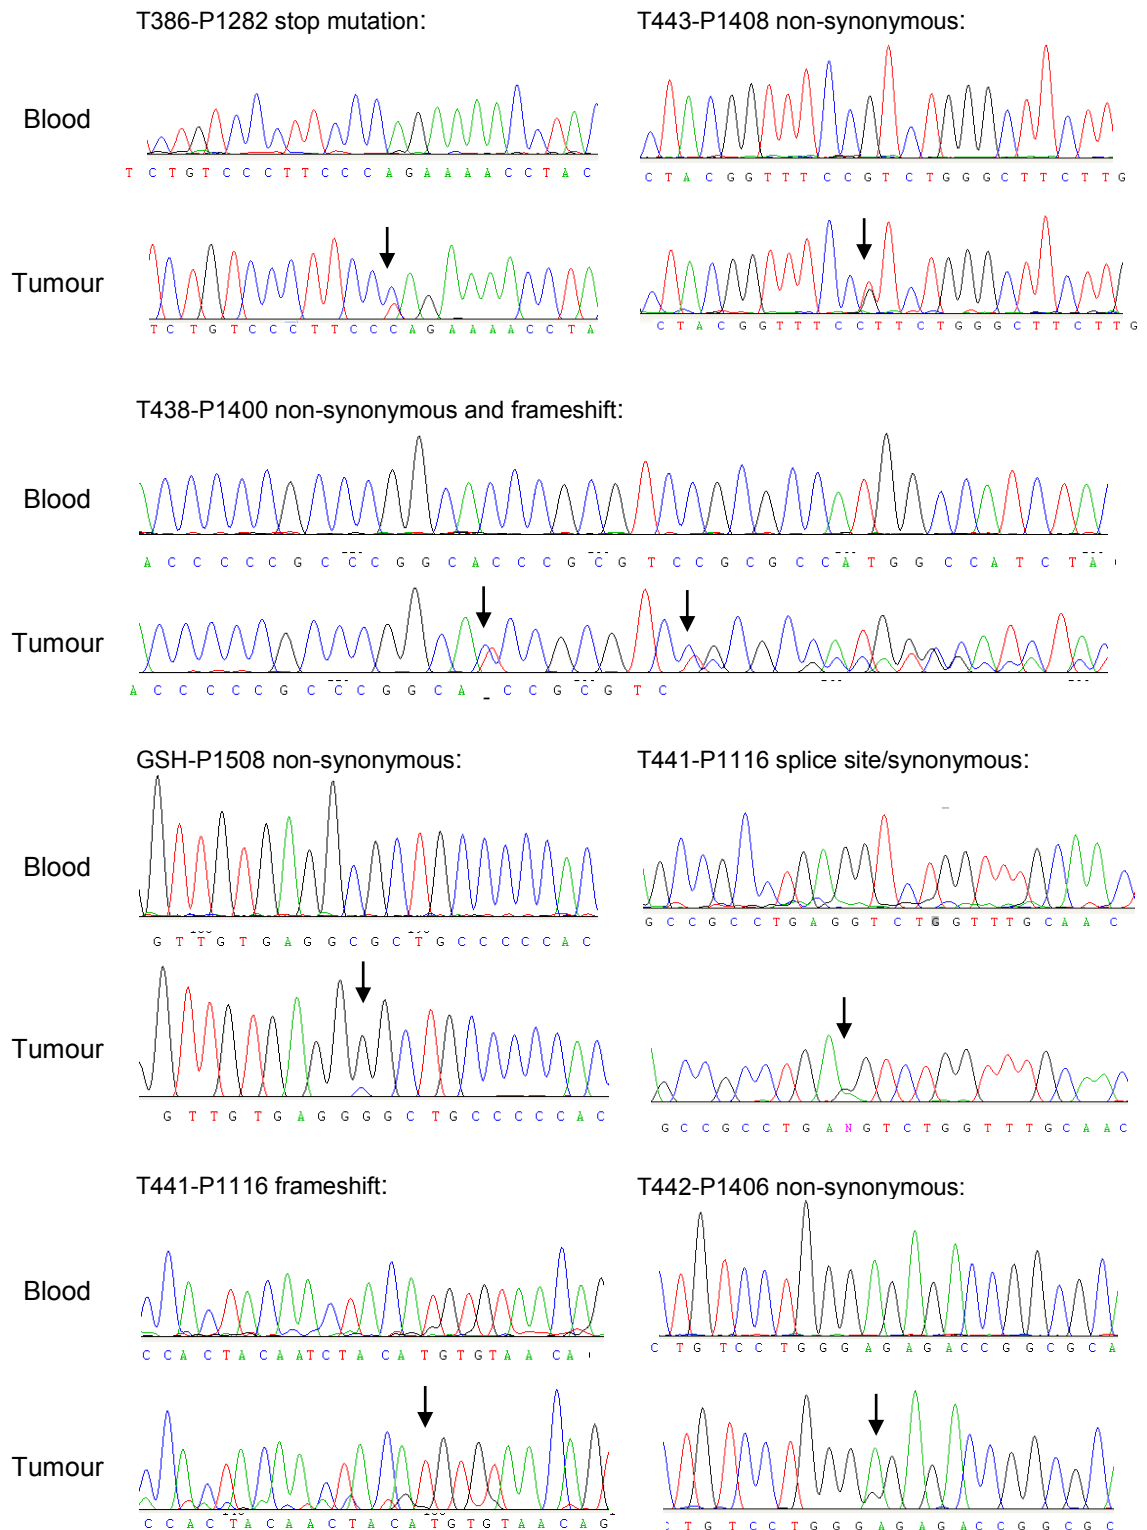 T386-P1282 stop mutation:
T443-P1408 non-synonymous:
Blood
T C T G T C C C T T C C C A G A A A A C C T A C
C T A C G G T T T C C G T C T G G G C T T C T T G
Tumour
T C T G T C C C T T C C C A G A A A A C C T A
C T A C G G T T T C C T T C T G G G C T T C T T G
T438-P1400 non-synonymous and frameshift:
Blood
A C C C C C G C C C G G C A C C C G C G T C C G C G C C A T G G C C A T C T A
Tumour
A C C C C C G C C C G G C A _ C C G C G T C
GSH-P1508 non-synonymous:
T441-P1116 splice site/synonymous:
Blood
G T T G T G A G G C G C T G C C C C C A C
G C C G C C T G A G G T C T G G T T T G C A A C
Tumour
G T T G T G A G G G G C T G C C C C C A C
G C C G C C T G A N G T C T G G T T T G C A A C
T441-P1116 frameshift:
T442-P1406 non-synonymous:
Blood
C C A C T A C A A T C T A C A T G T G T A A C A
C T G T C C T G G G A G A G A C C G G C G C A
Tumour
C C A C T A C A A C T A C A T G T G T A A C A G
C T G T C C T G G G A G A G A C C G G C G C